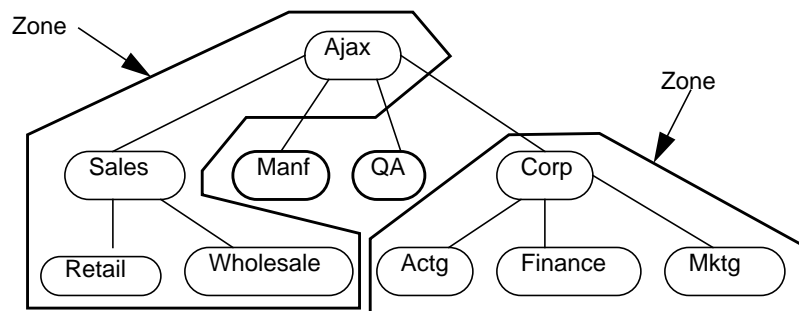 Zone
Ajax
Zone
Sales
Manf
QA
Corp
Retail
Wholesale
Actg
Finance
Mktg